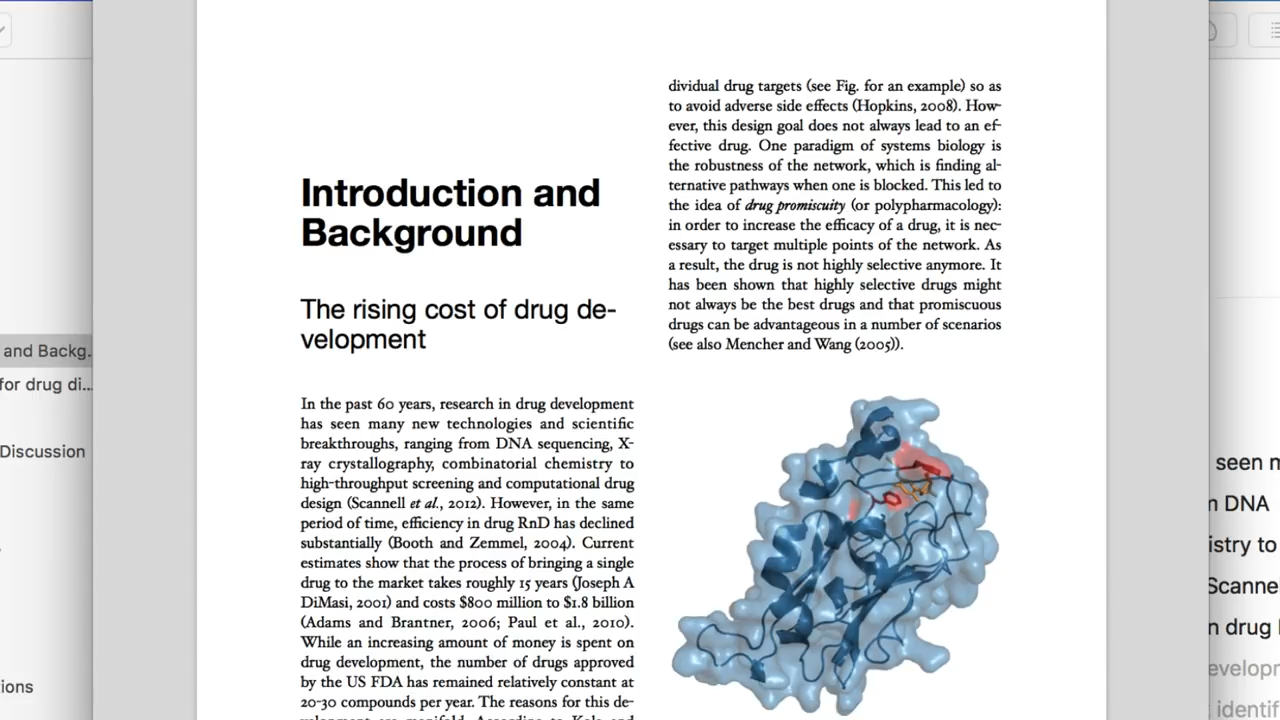 Introduction and
Background
The rising cost of drug de-
velopment
In the past 60 years, research in drug development
has seen many new technologies and scientific
breakthroughs, ranging from DNA sequencing, X-
ray crystallography, combinatorial chemistry to
high-throughput screening and computational drug
design (Scannell et al., 2012). However, in the same
period of time, efficiency in drug RnD has declined
substantially (Booth and Zemmel, 2004). Current
estimates show that the process of bringing a single
drug to the market takes roughly 15 years (Joseph A
DiMasi, 2001) and costs $800 million to $1.8 billion
(Adams and Brantner, 2006; Paul et al., 2010).
While an increasing amount of money is spent on
drug development, the number of drugs approved
by the US FDA has remained relatively constant at
20-30 compounds per year. The reasons for this de-
dividual drug targets (see Fig. for an example) so as
to avoid adverse side effects (Hopkins, 2008). How-
ever, this design goal does not always lead to an ef-
fective drug. One paradigm of systems biology is
the robustness of the network, which is finding al-
ternative pathways when one is blocked. This led to
the idea of drug promiscuity (or polypharmacology):
in order to increase the efficacy of a drug, it is nec-
essary to target multiple points of the network. As
a result, the drug is not highly selective anymore. It
has been shown that highly selective drugs might
not always be the best drugs and that promiscuous
drugs can be advantageous in a number of scenarios
(see also Mencher and Wang (2005)).
and Backg.
for drug di...
Discussion
ions
seen m
n DNA
istry to
Scanne
n drug
evelopr
identif